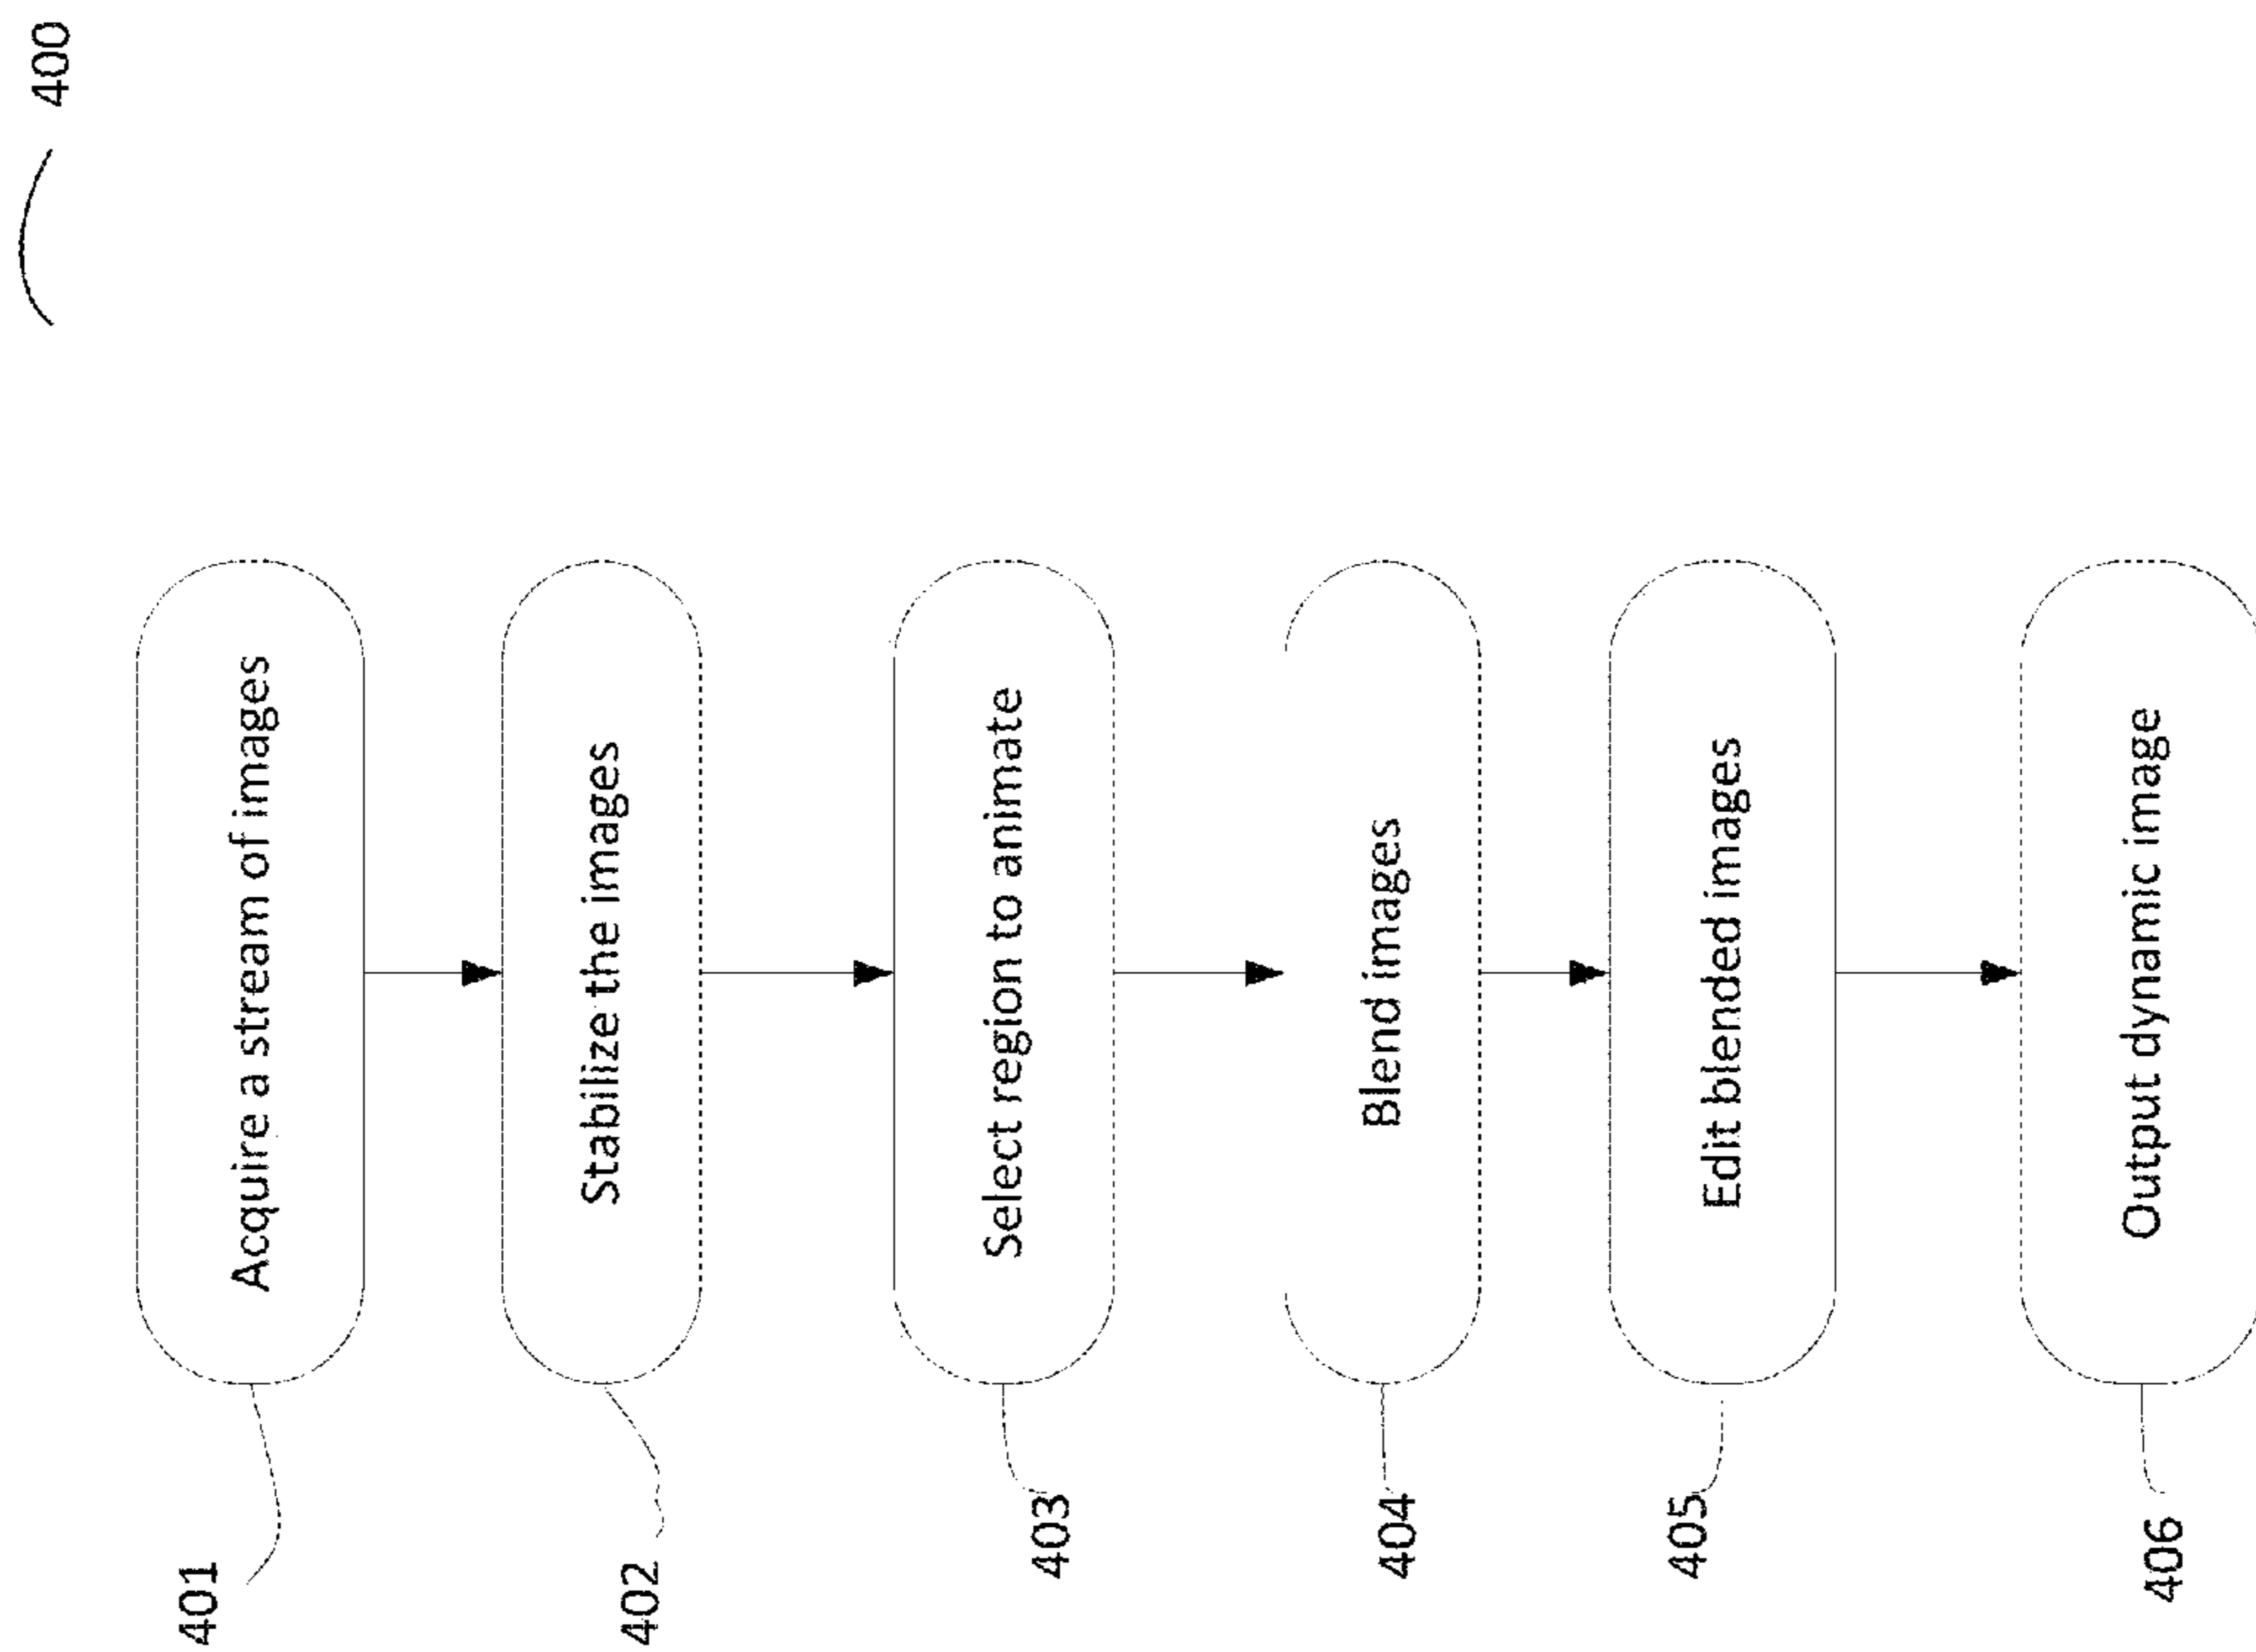 400
401
Acquire a stream of images
402
Stabilize the images
403
Select region to animate
404
Blend images
405
Edit blended images
406
Output dynamic image